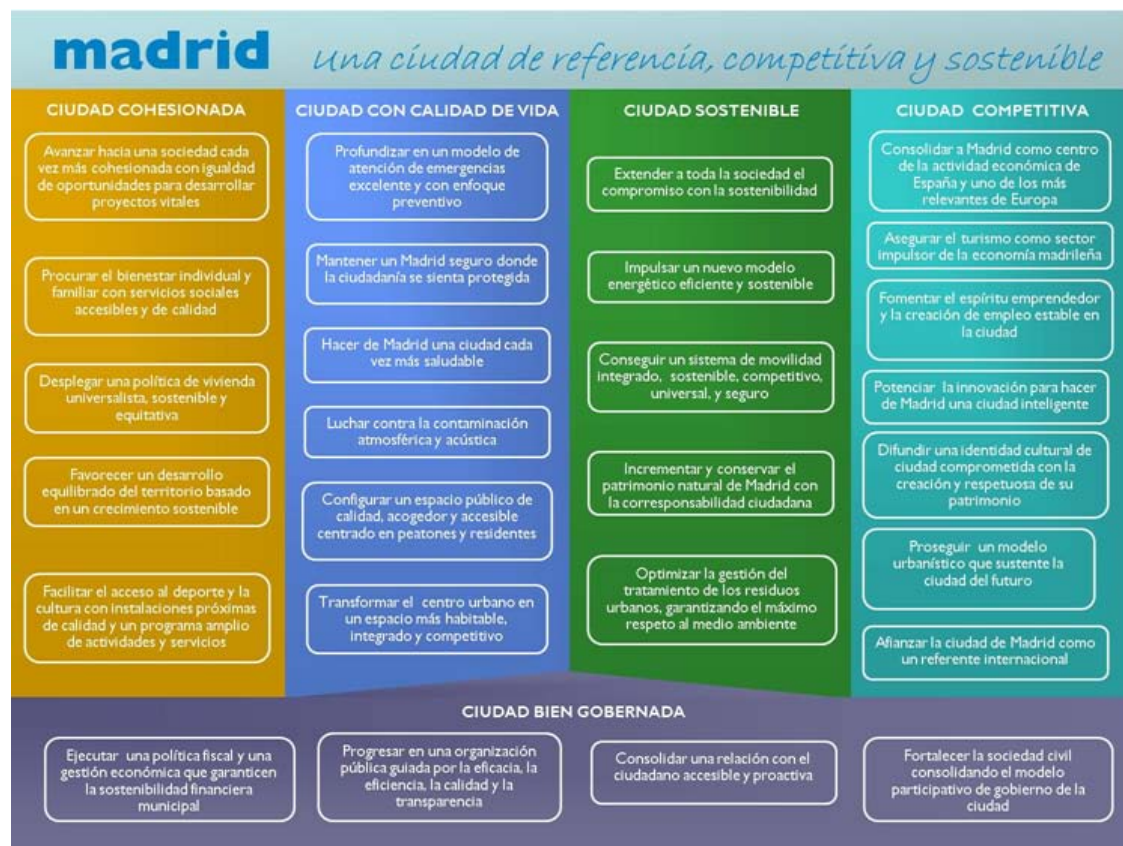 madrid una ciudad de referencia, competitiva y sostenible
CIUDAD COHESIONADA
Avanzar hacia una sociedad cada
vez más cohesionada con igualdad
de oportunidades para desarrollar
proyectos vitales
Procurar el bienestar individual y
familiar con servicios sociales
accesibles y de calidad
Desplegar una política de vivienda
universalista, sostenible y
equitativa
Favorecer un desarrollo
equilibrado del territorio basado
en un crecimiento sostenible
Facilitar el acceso al deporte y la
cultura con instalaciones próximas
de calidad y un programa amplio
de actividades y servicios
CIUDAD CON CALIDAD DE VIDA
Profundizar en un modelo de
atención de emergencias
excelente y con enfoque
preventivo
Mantener un Madrid seguro donde
la ciudadanía se sienta protegida
Hacer de Madrid una ciudad cada
vez más saludable
Luchar contra la contaminación
atmosférica y acústica
Configurar un espacio público de
calidad, acogedor y accesible
centrado en peatones y residentes
Transformar el centro urbano en
un espacio más habitable,
integrado y competitivo
CIUDAD SOSTENIBLE
Extender a toda la sociedad el
compromiso con la sostenibilidad
Impulsar un nuevo modelo
energético eficiente y sostenible
Conseguir un sistema de movilidad
integrado, sostenible, competitivo,
universal, y seguro
Incrementar y conservar el
patrimonio natural de Madrid con
la corresponsabilidad ciudadana
Optimizar la gestión del
tratamiento de los residuos
urbanos, garantizando el máximo
respeto al medio ambiente
CIUDAD COMPETITIVA
Consolidar a Madrid como centro
de la actividad económica de
España y uno de los más
relevantes de Europa
Asegurar el turismo como sector
impulsor de la economía madrileña
Fomentar el espíritu emprendedor
y la creación de empleo estable en
la ciudad
Potenciar la innovación para hacer
de Madrid una ciudad inteligente
Difundir una identidad cultural de
ciudad comprometida con la
creación y respetuosa de su
patrimonio
Proseguir un modelo
urbanístico que sustente la
ciudad del futuro
Afianzar la ciudad de Madrid como
un referente internacional
CIUDAD BIEN GOBERNADA
Ejecutar una política fiscal y una
gestión económica que garanticen
la sostenibilidad financiera
municipal
Progresar en una organización
pública guiada por la eficacia, la
eficiencia, la calidad y la
transparencia
Consolidar una relación con el
ciudadano accesible y proactiva
Fortalecer la sociedad civil
consolidando el modelo
participativo de gobierno de la
ciudad